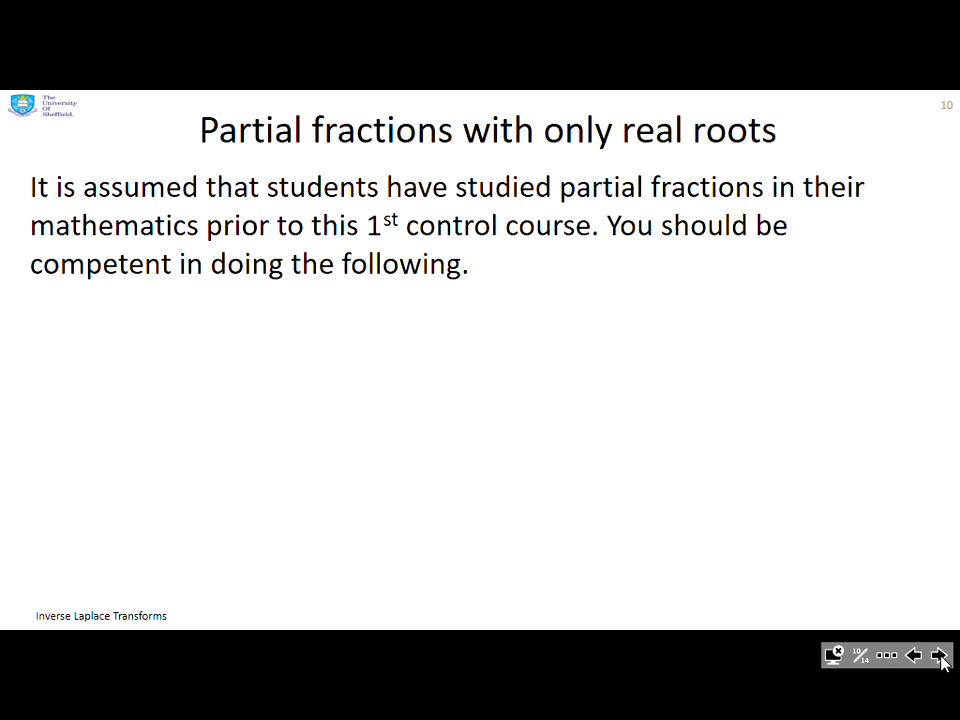 The
University
Of
Sheffield.
10
Partial fractions with only real roots
It is assumed that students have studied partial fractions in their
mathematics prior to this 1st control course. You should be
competent in doing the following.
Inverse Laplace Transforms
10/14